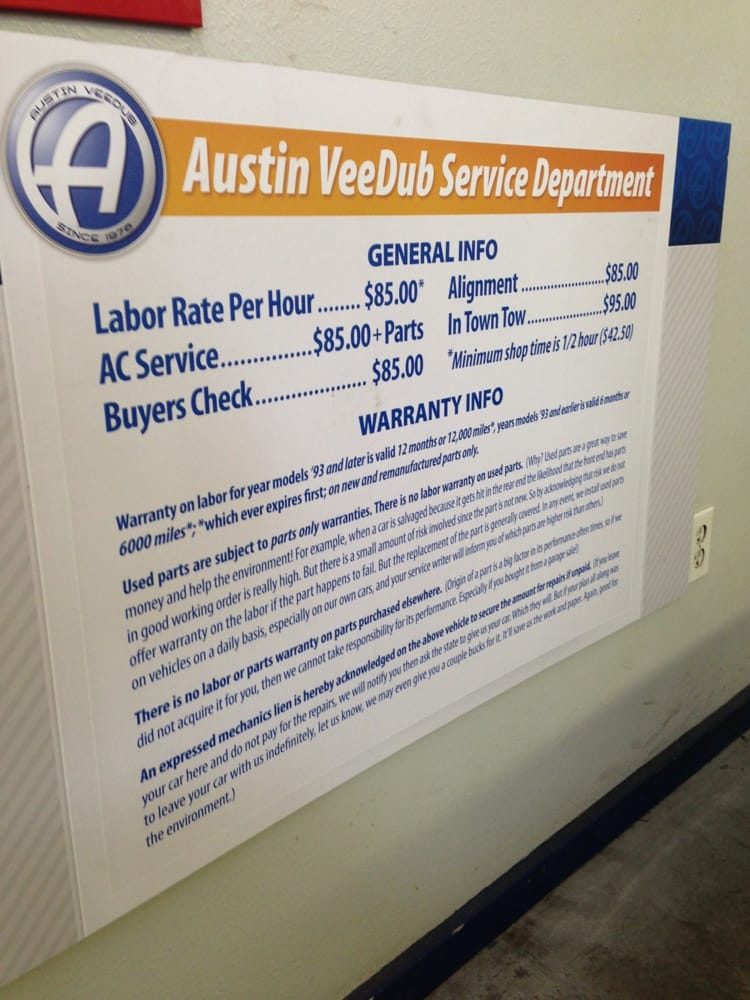 AUSTIN VEEDUB
A
SINCE 1976
Austin VeeDub Service Department
GENERAL INFO
Labor Rate Per Hour ........ $85.00*
AC Service...............$85.00+Parts
Buyers Check.................... $85.00
Alignment ........................$85.00
In Town Tow.....................$95.00
*Minimum shop time is 1/2 hour ($42.50)
WARRANTY INFO
Warranty on labor for year models '93 and later is valid 12 months or 12,000 miles*, years models '93 and earlier is valid 6 months or
6000 miles*; *which ever expires first; on new and remanufactured parts only.
Used parts are subject to parts only warranties. There is no labor warranty on used parts. (Why? Used parts are a great way to save
money and help the environment! For example, when a car is salvaged because it gets hit in the rear end the likelihood that the front end has parts
in good working order is really high. But there is a small amount of risk involved since the part is not new. So by acknowledging that risk we do not
offer warranty on the labor if the part happens to fail. But the replacement of the part is generally covered. In any event, we install used parts
on vehicles on a daily basis, especially on our own cars, and your service writer will inform you of which parts are higher risk than others.)
There is no labor or parts warranty on parts purchased elsewhere. (Origin of a part is a big factor in its performance often times, so if we
did not acquire it for you, then we cannot take responsibility for its performance. Especially if you bought it from a garage sale!)
An expressed mechanics lien is hereby acknowledged on the above vehicle to secure the amount for repairs if unpaid. (If you leave
your car here and do not pay for the repairs, we will notify you then ask the state to give us your car. Which they will. But if your plan all along was
to leave your car with us indefinitely, let us know, we may even give you a couple bucks for it. It'll save us the work and paper. Again, good for
the environment.)